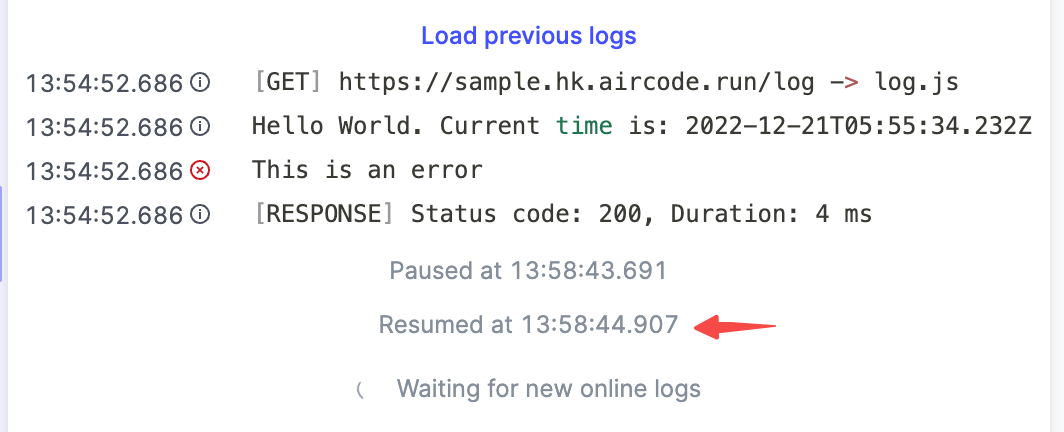 Load previous logs
13:54:52.686 [GET] https://sample.hk.aircode.run/log -> log.js
13:54:52.686 Hello World. Current time is: 2022-12-21T05:55:34.232Z
13:54:52.686 This is an error
13:54:52.686 [RESPONSE] Status code: 200, Duration: 4 ms
Paused at 13:58:43.691
Resumed at 13:58:44.907
Waiting for new online logs